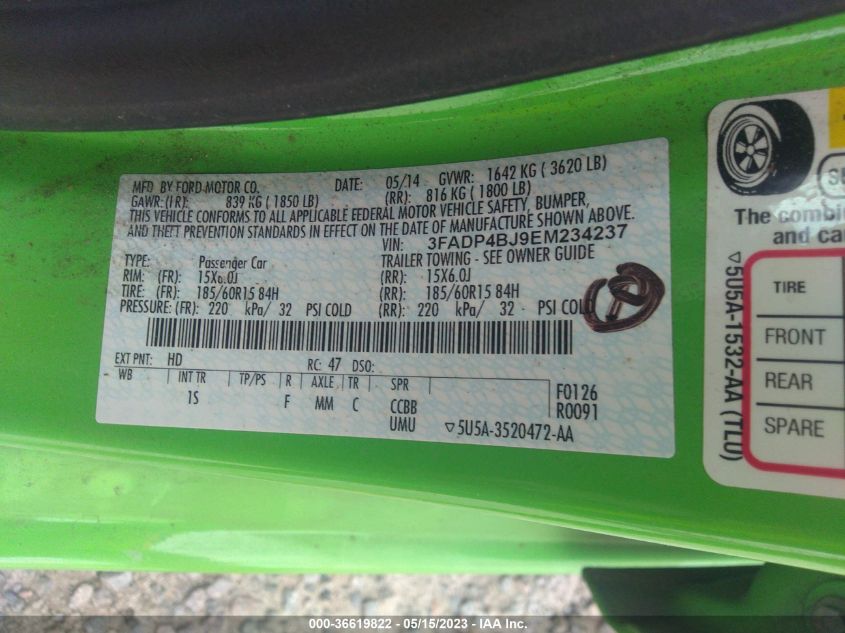 MFD BY FORD MOTOR CO. DATE: 05/14 GVWR: 1642 KG ( 3620 LB)
GAWR:(FR): 839 KG ( 1850 LB) (RR): 816 KG ( 1800 LB)
THIS VEHICLE CONFORMS TO ALL APPLICABLE FEDERAL MOTOR VEHICLE SAFETY, BUMPER,
AND THEFT PREVENTION STANDARDS IN EFFECT ON THE DATE OF MANUFACTURE SHOWN ABOVE.
VIN: 3FADP4BJ9EM234237
TYPE: Passenger Car TRAILER TOWING - SEE OWNER GUIDE
RIM: (FR): 15X6.0J (RR): 15X6.0J
TIRE: (FR): 185/60R15 84H (RR): 185/60R15 84H
PRESSURE: (FR): 220 kPa/ 32 PSI COLD (RR): 220 kPa/ 32 - PSI COLD
EXT PNT: HD RC: 47 DSO:
WB INT TR TP/PS R AXLE TR SPR F0126
1S F MM C CCBB R0091
UMU ▽5U5A-3520472-AA
The
and
▽5U5A-1532-AA (TLU)
TIRE
FRONT
REAR
SPARE
000-36619822 - 05/15/2023 - IAA Inc.